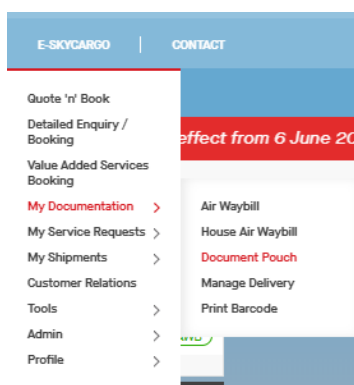 E-SKYCARGO
CONTACT
Quote 'n' Book
Detailed Enquiry /
Booking
effect from 6 June 20
Value Added Services
Booking
My Documentation
Air Waybill
My Service Requests
House Air Waybill
My Shipments
Document Pouch
Customer Relations
Manage Delivery
Tools
Print Barcode
Admin
Profile